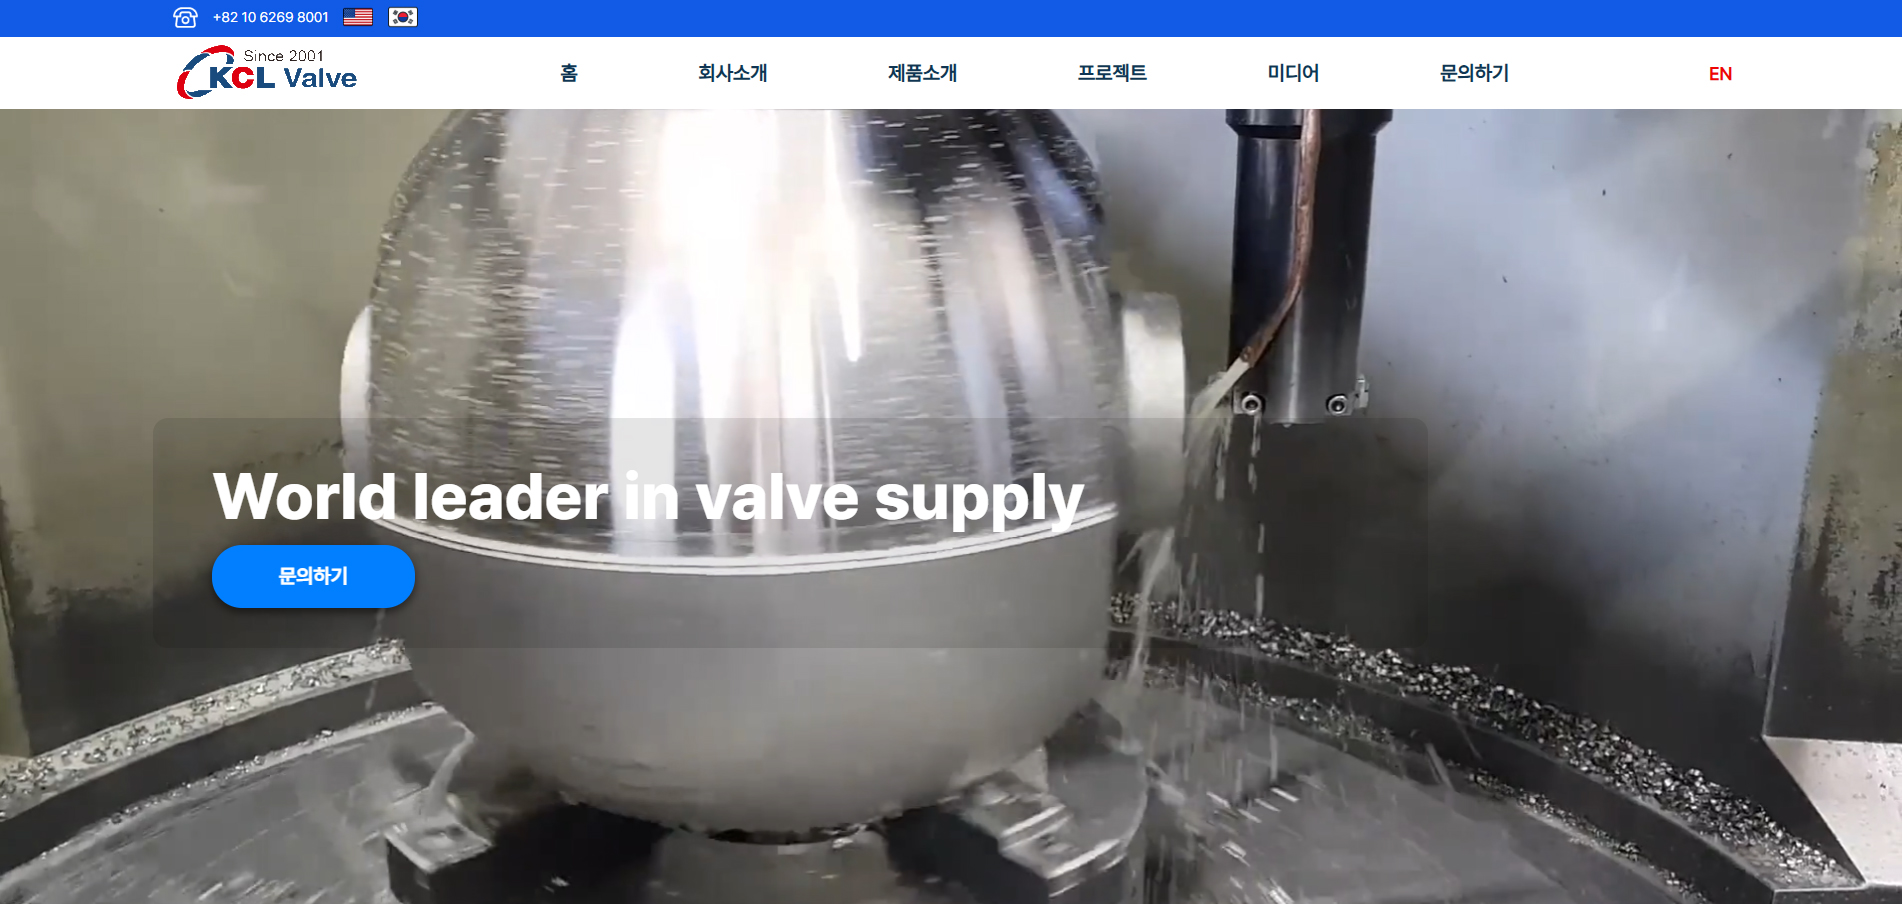 +82 10 6269 8001
Since 2001
KCL Valve
홈
회사소개
제품소개
프로젝트
미디어
문의하기
EN
World leader in valve supply
문의하기